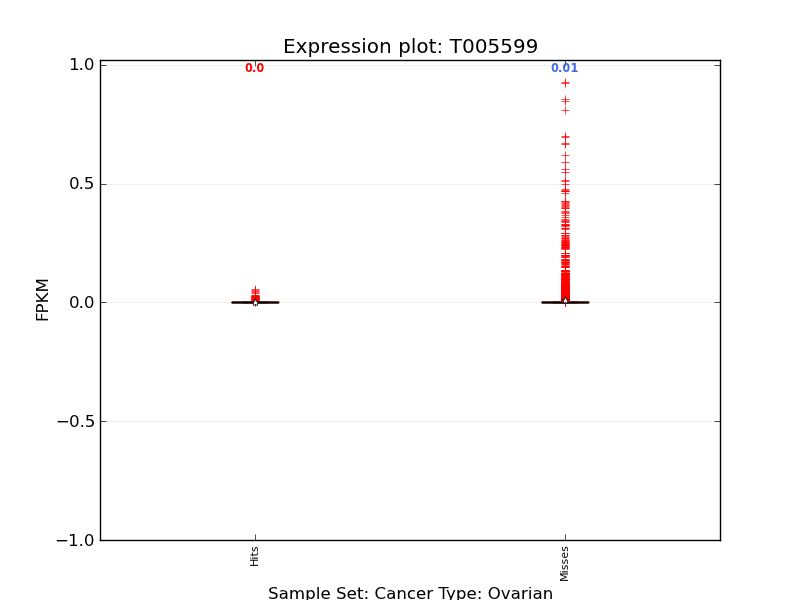 Expression plot: T005599
1.0
0.0
0.01
0.5
0.0
−0.5
−1.0
FPKM
Hits
Misses
Sample Set: Cancer Type: Ovarian